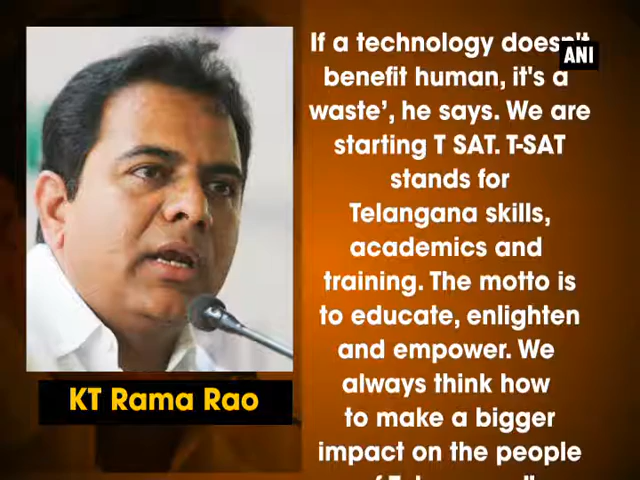 If a technology doesn't
ANI
benefit human, it's a
waste’, he says. We are
starting T SAT. T-SAT
stands for
Telangana skills,
academics and
training. The motto is
to educate, enlighten
and empower. We
always think how
to make a bigger
impact on the people
KT Rama Rao